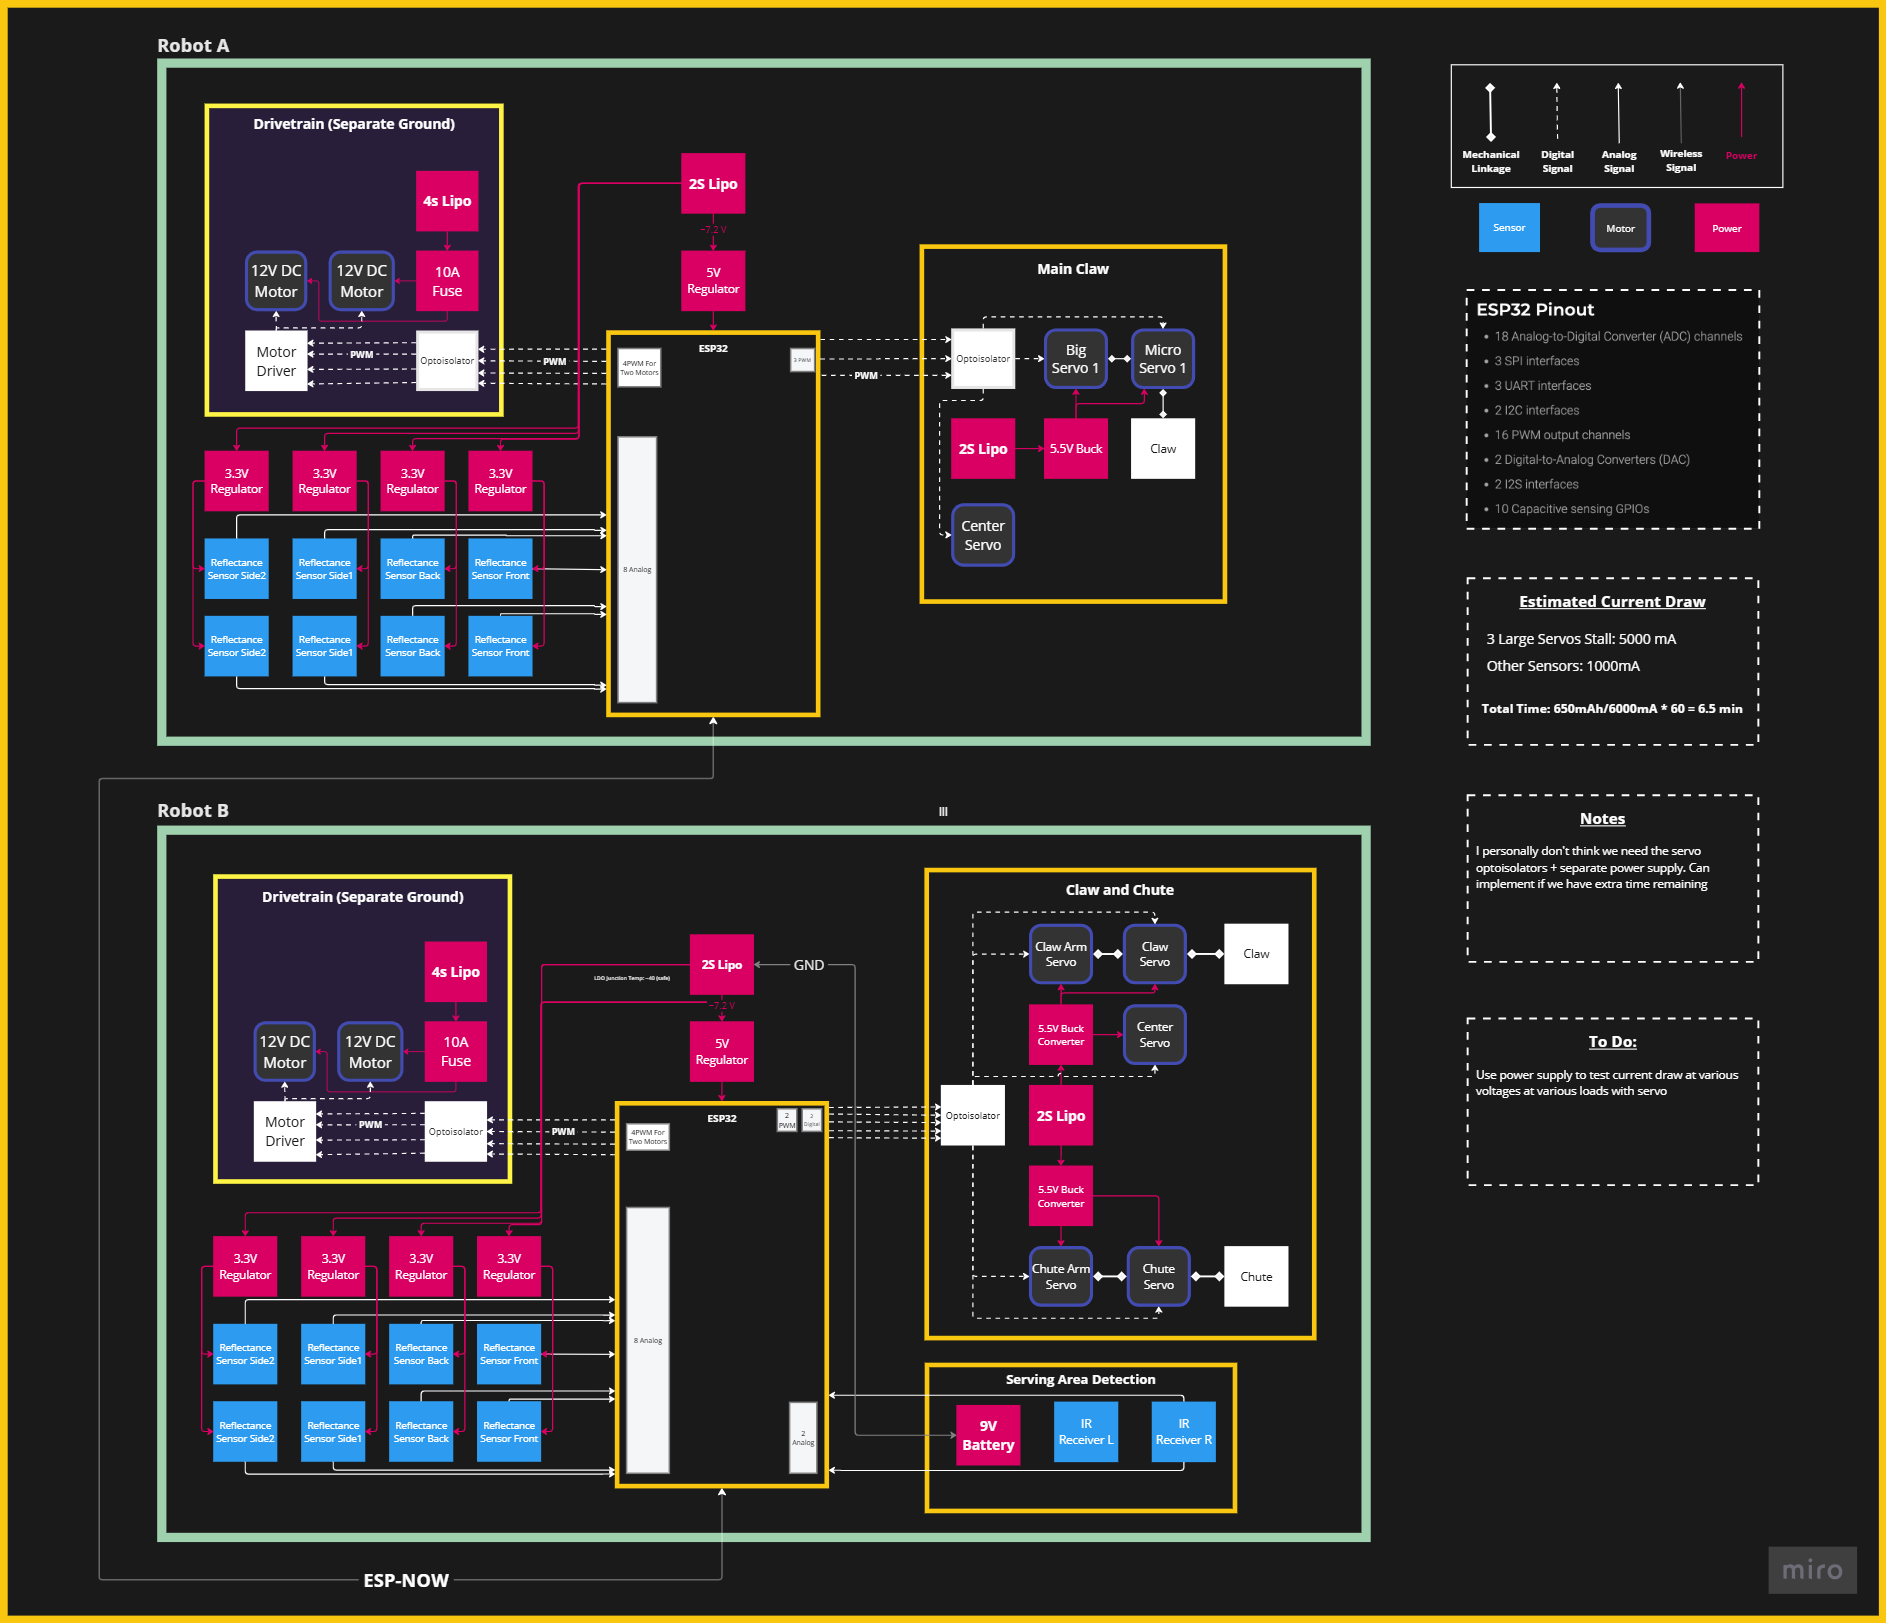 Robot A
Drivetrain (Separate Ground)
4s Lipo
12V DC
Motor
12V DC
Motor
10A
Fuse
Motor
Driver
PWM
Optoisolator
PWM
2S Lipo
~7.2 V
5V
Regulator
ESP32
4PWM For
Two Motors
3 PWM
8 Analog
PWM
Main Claw
Optoisolator
Big
Servo 1
Micro
Servo 1
2S Lipo
5.5V Buck
Claw
Center
Servo
3.3V
Regulator
3.3V
Regulator
3.3V
Regulator
3.3V
Regulator
Reflectance
Sensor Side2
Reflectance
Sensor Side1
Reflectance
Sensor Back
Reflectance
Sensor Front
Reflectance
Sensor Side2
Reflectance
Sensor Side1
Reflectance
Sensor Back
Reflectance
Sensor Front
Mechanical
Linkage
Digital
Signal
Analog
Signal
Wireless
Signal
Power
Sensor
Motor
Power
ESP32 Pinout
• 18 Analog-to-Digital Converter (ADC) channels
• 3 SPI interfaces
• 3 UART interfaces
• 2 I2C interfaces
• 16 PWM output channels
• 2 Digital-to-Analog Converters (DAC)
• 2 I2S interfaces
• 10 Capacitive sensing GPIOs
Estimated Current Draw
3 Large Servos Stall: 5000 mA
Other Sensors: 1000mA
Total Time: 650mAh/6000mA * 60 = 6.5 min
Notes
I personally don't think we need the servo
optoisolators + separate power supply. Can
implement if we have extra time remaining
To Do:
Use power supply to test current draw at various
voltages at various loads with servo
Robot B
Drivetrain (Separate Ground)
4s Lipo
12V DC
Motor
12V DC
Motor
10A
Fuse
Motor
Driver
PWM
Optoisolator
PWM
LDO Junction Temp: ~40 (safe)
2S Lipo
GND
~7.2 V
5V
Regulator
ESP32
4PWM For
Two Motors
2
PWM
2
Digital
8 Analog
2
Analog
Claw and Chute
Claw Arm
Servo
Claw
Servo
Claw
5.5V Buck
Converter
Center
Servo
Optoisolator
2S Lipo
5.5V Buck
Converter
Chute Arm
Servo
Chute
Servo
Chute
Serving Area Detection
9V
Battery
IR
Receiver L
IR
Receiver R
3.3V
Regulator
3.3V
Regulator
3.3V
Regulator
3.3V
Regulator
Reflectance
Sensor Side2
Reflectance
Sensor Side1
Reflectance
Sensor Back
Reflectance
Sensor Front
Reflectance
Sensor Side2
Reflectance
Sensor Side1
Reflectance
Sensor Back
Reflectance
Sensor Front
ESP-NOW
miro